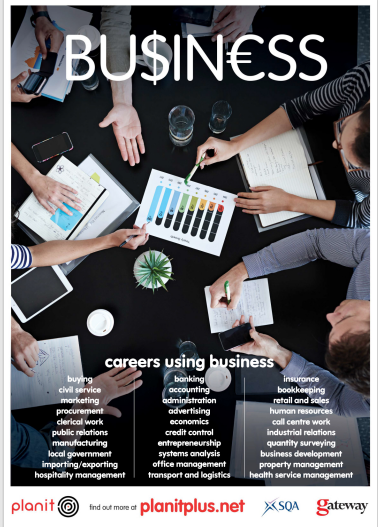 BU$IN€SS
careers using business
buying
civil service
marketing
procurement
clerical work
public relations
manufacturing
local government
importing/exporting
hospitality management
banking
accounting
administration
advertising
economics
credit control
entrepreneurship
systems analysis
office management
transport and logistics
insurance
bookkeeping
retail and sales
human resources
call centre work
industrial relations
quantity surveying
business development
property management
health service management
planit
find out more at planitplus.net
SQA
gateway